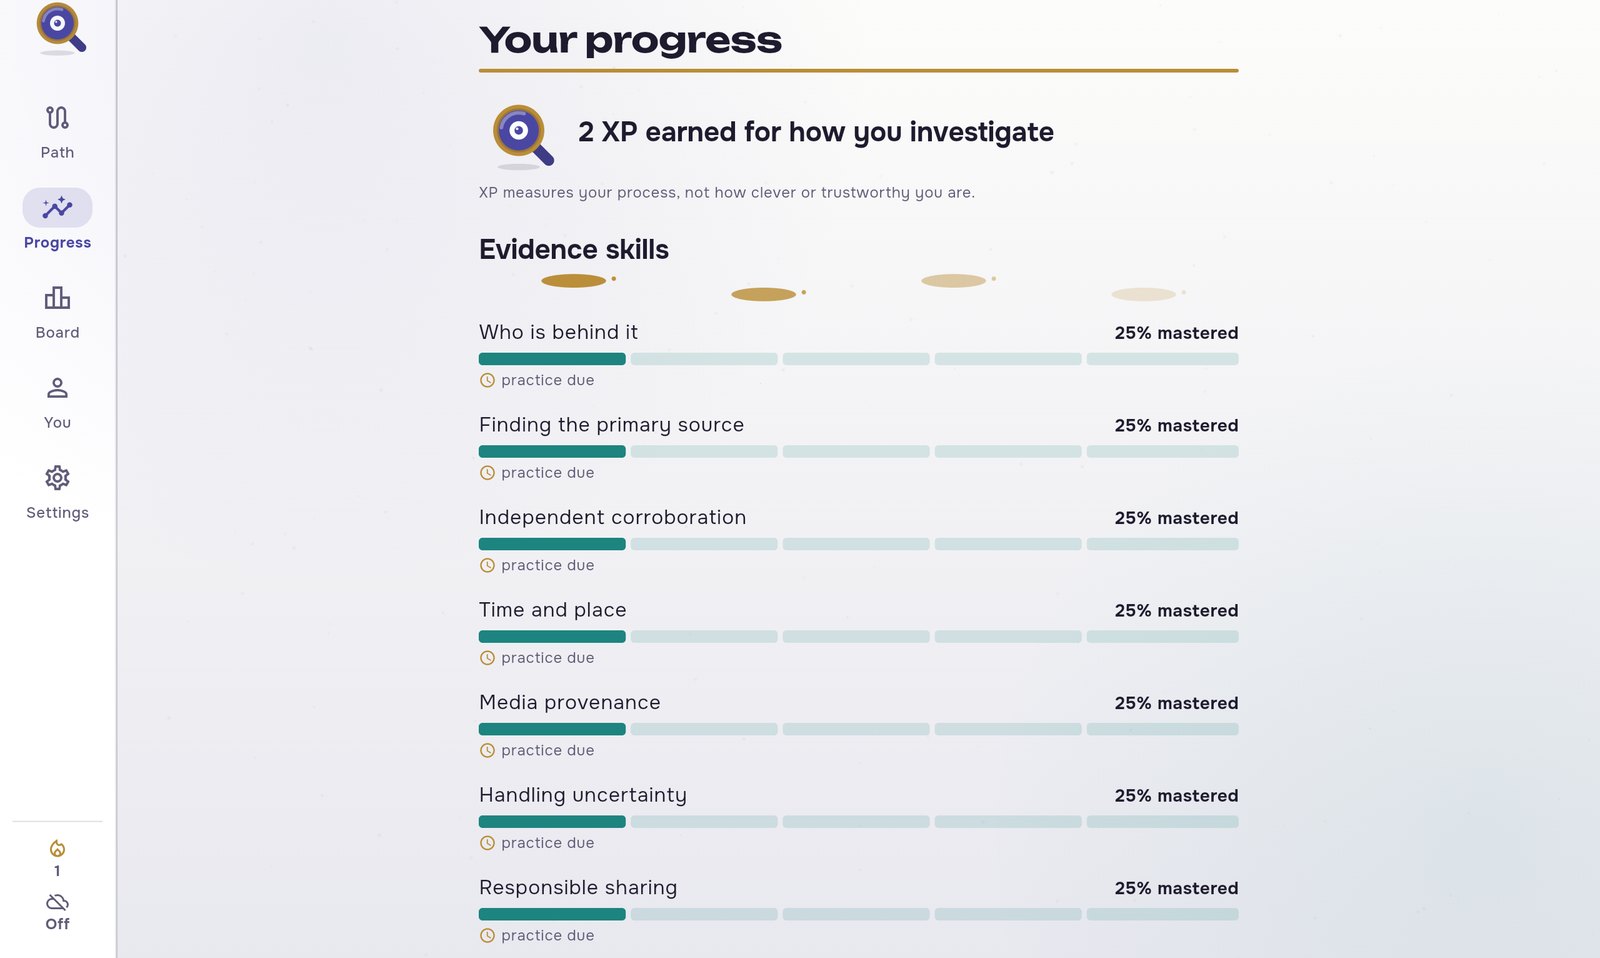 Your progress
2 XP earned for how you investigate
XP measures your process, not how clever or trustworthy you are.
Evidence skills
Who is behind it 25% mastered
practice due
Finding the primary source 25% mastered
practice due
Independent corroboration 25% mastered
practice due
Time and place 25% mastered
practice due
Media provenance 25% mastered
practice due
Handling uncertainty 25% mastered
practice due
Responsible sharing 25% mastered
practice due
Path
Progress
Board
You
Settings
1
Off